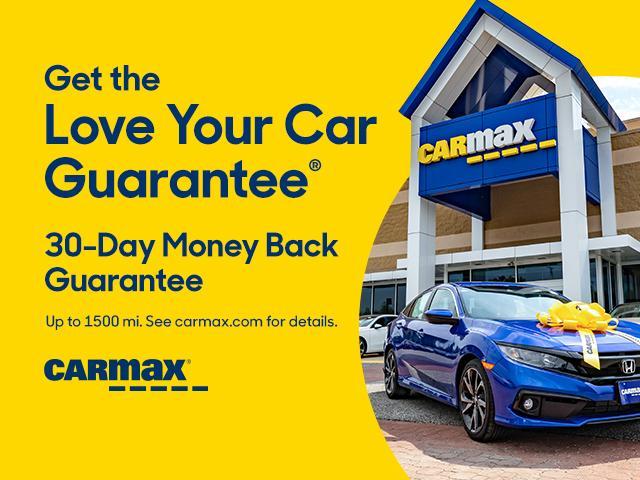 Get the
Love Your Car
Guarantee®
30-Day Money Back
Guarantee
Up to 1500 mi. See carmax.com for details.
CARMAX®
CARMAX